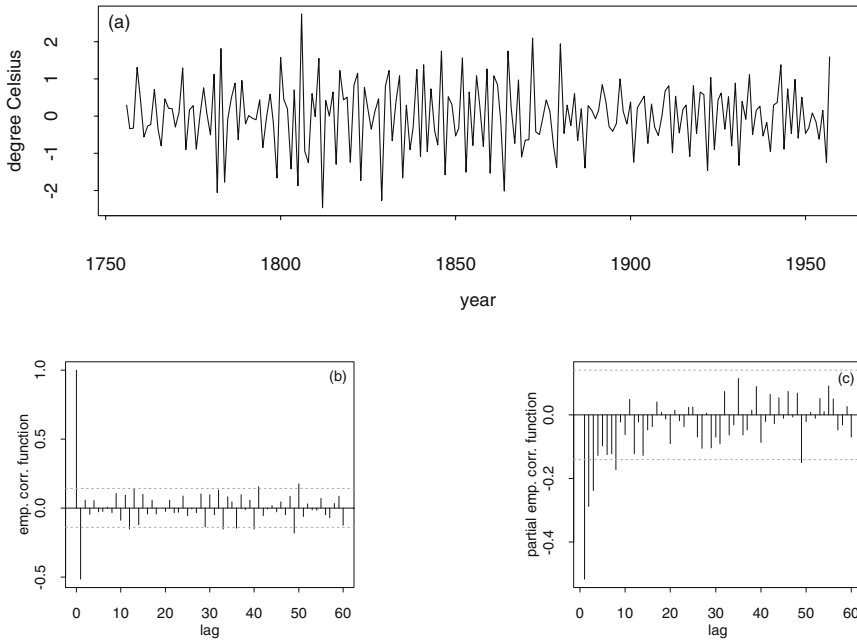 (a)
degree Celsius
2
1
0
-1
-2
1750 1800 1850 1900 1950
year
(b)
emp. corr. function
1.0
0.5
0.0
-0.5
0 10 20 30 40 50 60
lag
(c)
partial emp. corr. function
0.0
-0.2
-0.4
0 10 20 30 40 50 60
lag